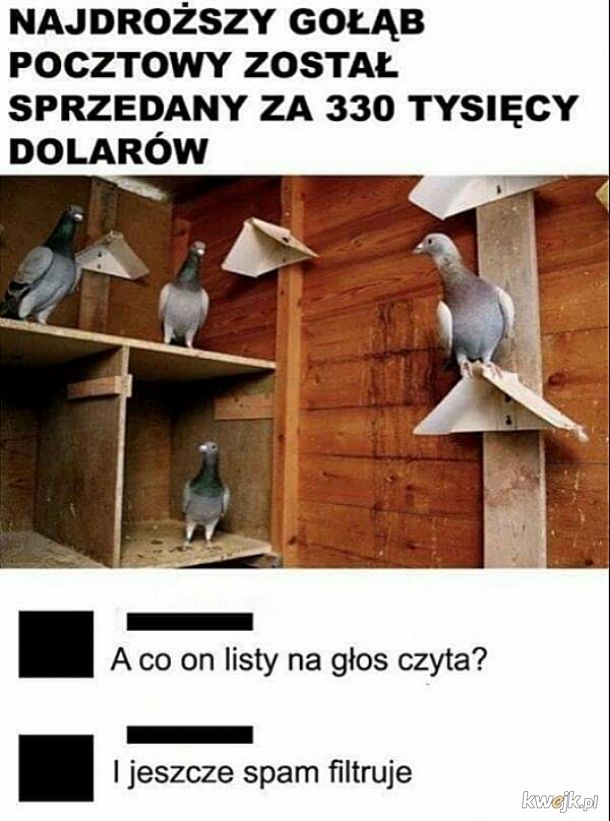 NAJDROŻSZY GOŁĄB
POCZTOWY ZOSTAŁ
SPRZEDANY ZA 330 TYSIĘCY
DOLARÓW
A co on listy na głos czyta?
I jeszcze spam filtruje
kwejk.pl